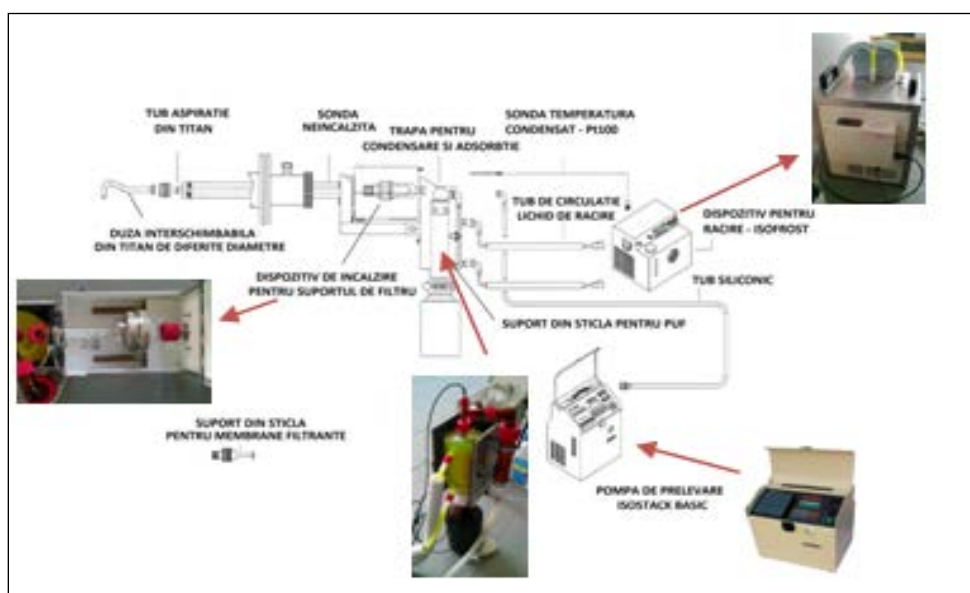 TUB ASPIRATIE
DIN TITAN
SONDA
NEINCALZITA
TRAPA PENTRU
CONDENSARE SI ADSORBTIE
SONDA TEMPERATURA
CONDENSAT - Pt100
TUB DE CIRCULATIE
LICHID DE RACIRE
DISPOZITIV PENTRU
RACIRE - ISOFROST
DUZA INTERSCHIMBABILA
DIN TITAN DE DIFERITE DIAMETRE
DISPOZITIV DE INCALZIRE
PENTRU SUPORTUL DE FILTRU
TUB SILICONIC
SUPORT DIN STICLA PENTRU PUF
SUPORT DIN STICLA
PENTRU MEMBRANE FILTRANTE
POMPA DE PRELEVARE
ISOSTACK BASIC